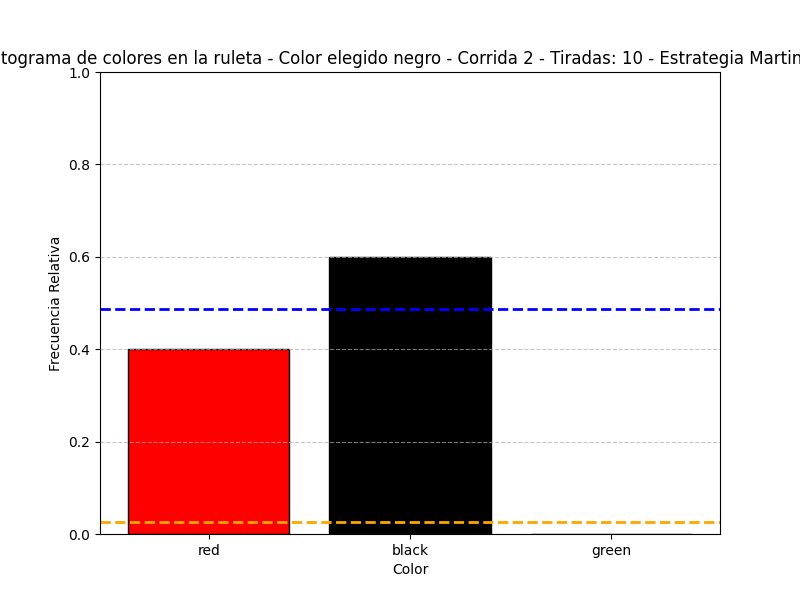 tograma de colores en la ruleta - Color elegido negro - Corrida 2 - Tiradas: 10 - Estrategia Martin
1.0
0.8
0.6
0.4
0.2
0.0
Frecuencia Relativa
red black green
Color